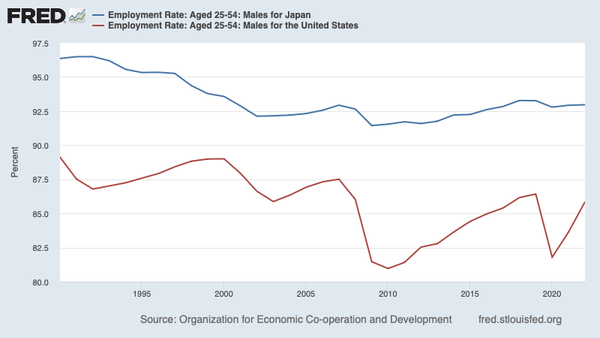 FRED
Employment Rate: Aged 25-54: Males for Japan
Employment Rate: Aged 25-54: Males for the United States
97.5
95.0
92.5
90.0
87.5
85.0
82.5
80.0
Percent
1995 2000 2005 2010 2015 2020
Source: Organization for Economic Co-operation and Development fred.stlouisfed.org